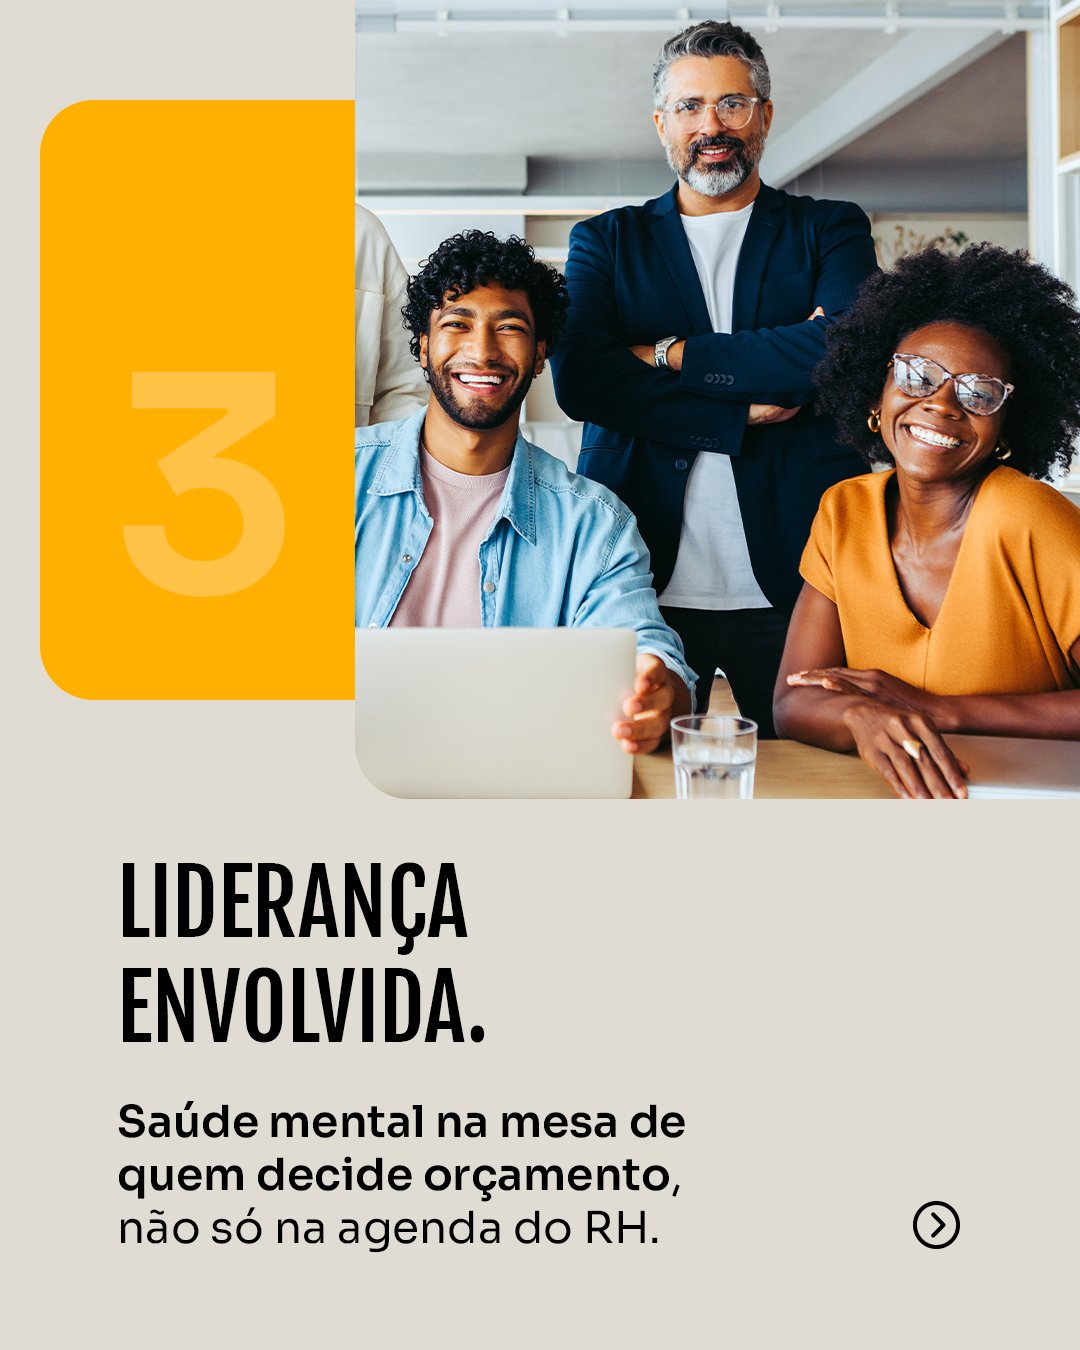 3
LIDERANÇA
ENVOLVIDA.
Saúde mental na mesa de
quem decide orçamento,
não só na agenda do RH.